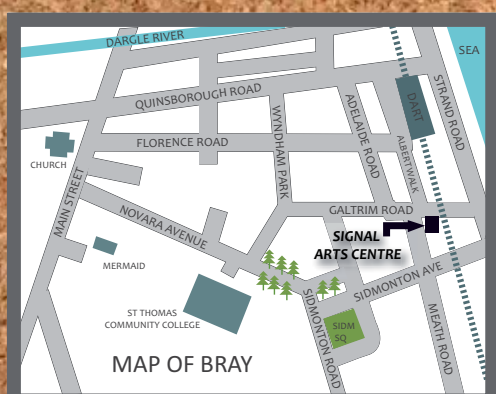 DARGLE RIVER
SEA
QUINSBOROUGH ROAD
DART
STRAND ROAD
FLORENCE ROAD
WYNDHAM PARK
ADELAIDE ROAD
ALBERT WALK
CHURCH
MAIN STREET
NOVARA AVENUE
GALTRIM ROAD
SIGNAL
ARTS CENTRE
MERMAID
SIDMONTON AVE
ST THOMAS
COMMUNITY COLLEGE
SIDMONTON ROAD
SIDM
SQ
MEATH ROAD
MAP OF BRAY